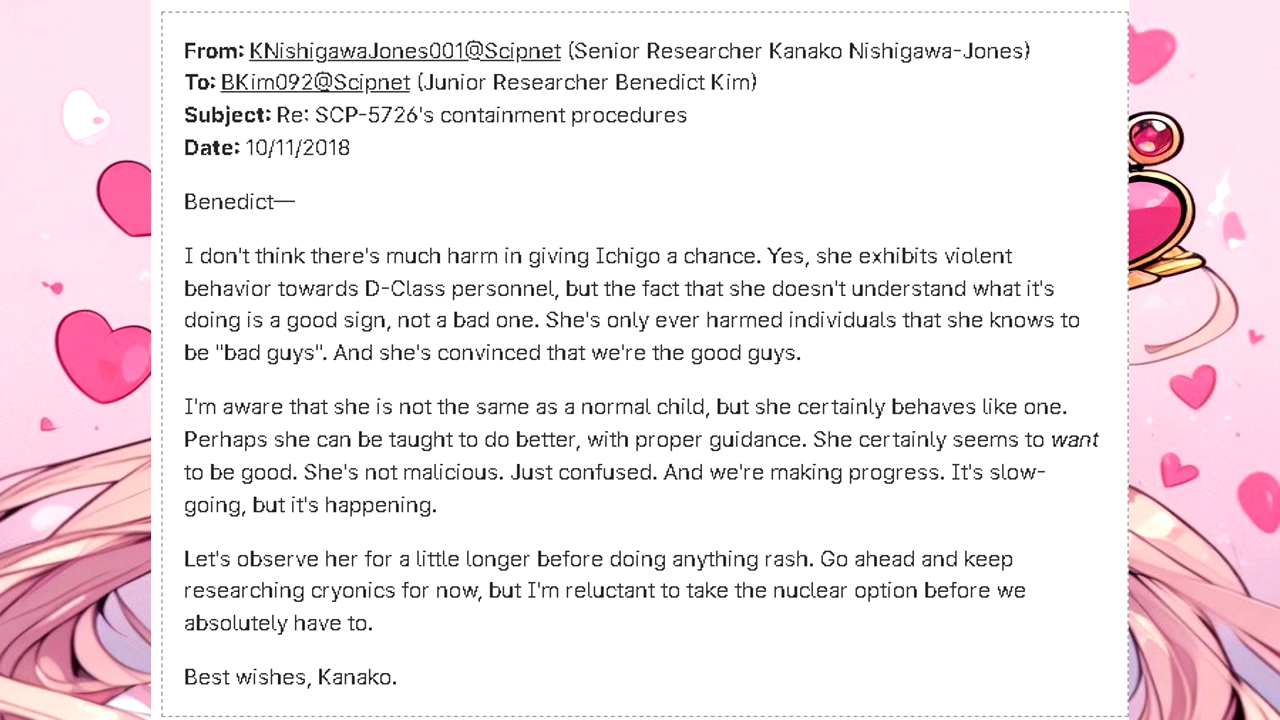 From: KNishigawaJones001@Scipnet (Senior Researcher Kanako Nishigawa-Jones)
To: BKim092@Scipnet (Junior Researcher Benedict Kim)
Subject: Re: SCP-5726's containment procedures
Date: 10/11/2018
Benedict—
I don't think there's much harm in giving Ichigo a chance. Yes, she exhibits violent
behavior towards D-Class personnel, but the fact that she doesn't understand what it's
doing is a good sign, not a bad one. She's only ever harmed individuals that she knows to
be "bad guys". And she's convinced that we're the good guys.
I'm aware that she is not the same as a normal child, but she certainly behaves like one.
Perhaps she can be taught to do better, with proper guidance. She certainly seems to want
to be good. She's not malicious. Just confused. And we're making progress. It's slow-
going, but it's happening.
Let's observe her for a little longer before doing anything rash. Go ahead and keep
researching cryonics for now, but I'm reluctant to take the nuclear option before we
absolutely have to.
Best wishes, Kanako.